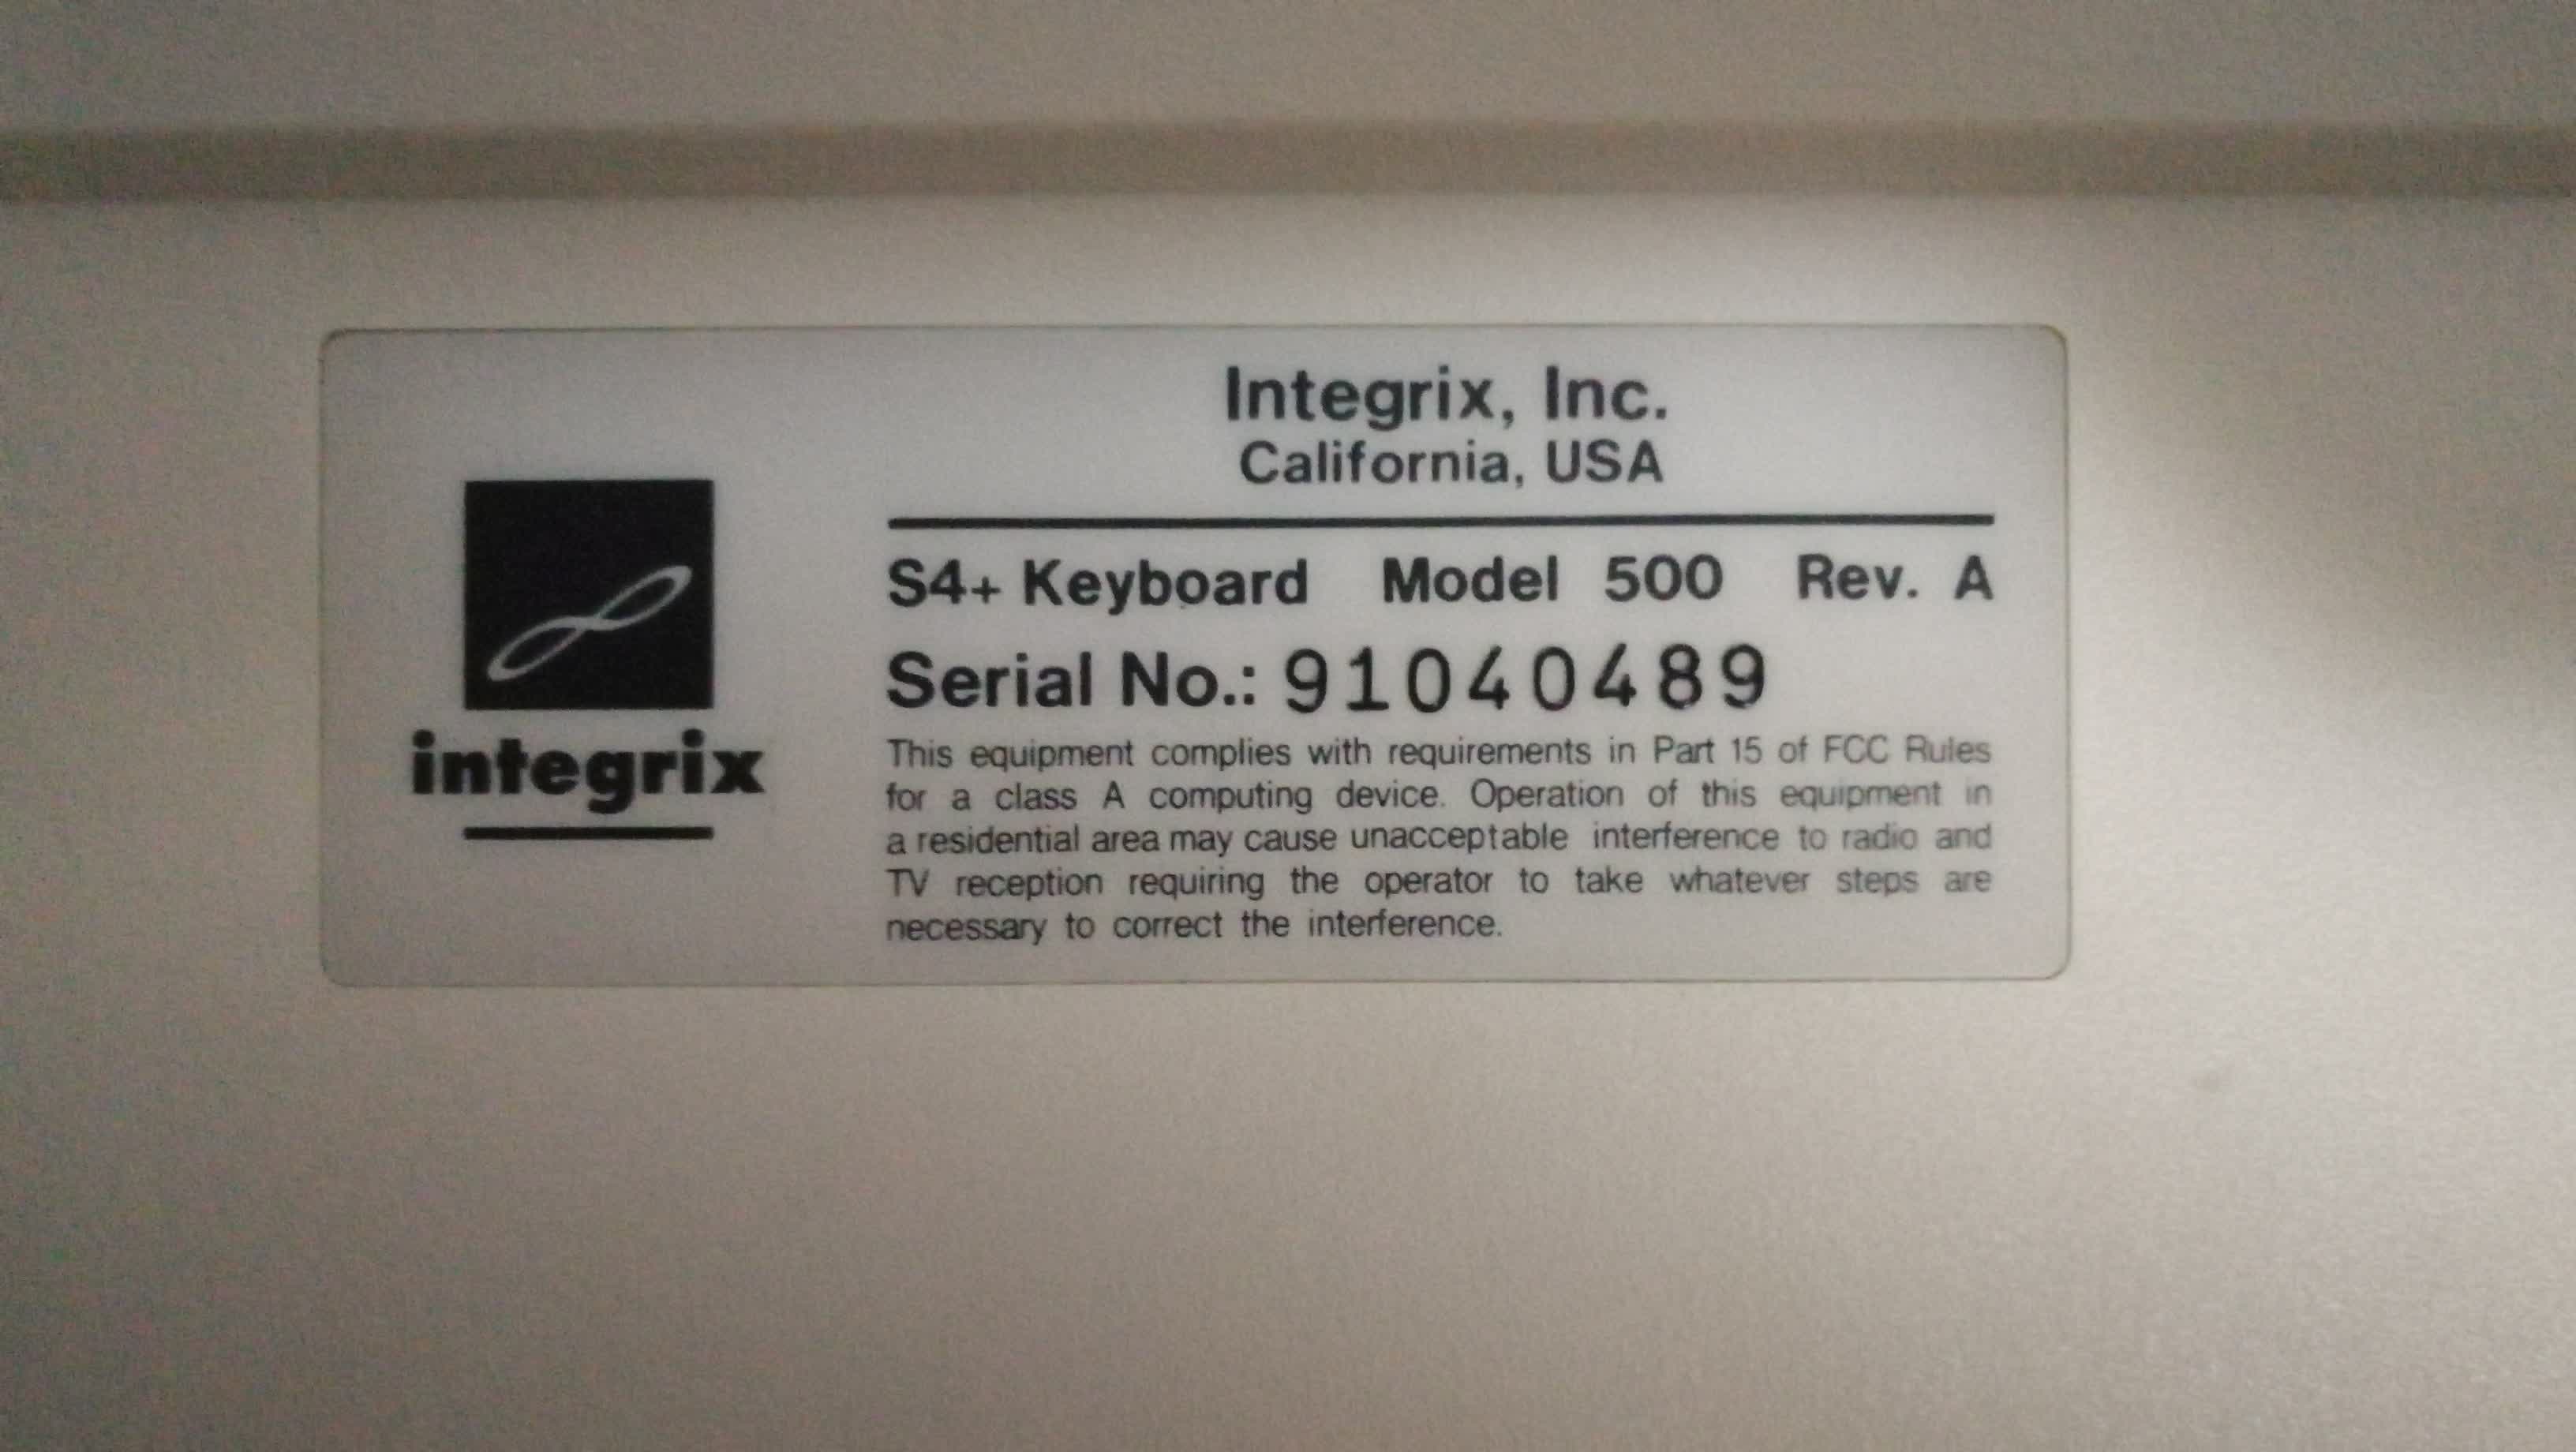 integrix
Integrix, Inc.
California, USA
S4+ Keyboard Model 500 Rev. A
Serial No.: 91040489
This equipment complies with requirements in Part 15 of FCC Rules
for a class A computing device. Operation of this equipment in
a residential area may cause unacceptable interference to radio and
TV reception requiring the operator to take whatever steps are
necessary to correct the interference.